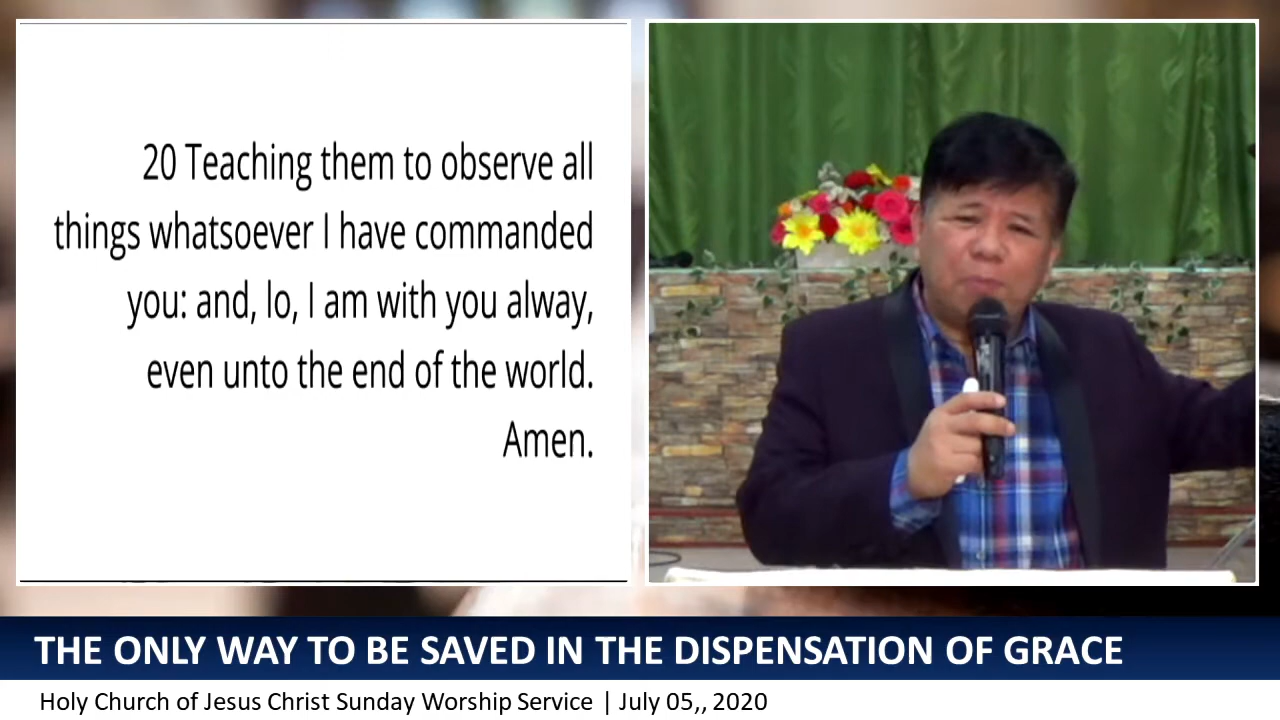 20 Teaching them to observe all
things whatsoever I have commanded
you: and, lo, I am with you alway,
even unto the end of the world.
Amen.
THE ONLY WAY TO BE SAVED IN THE DISPENSATION OF GRACE
Holy Church of Jesus Christ Sunday Worship Service | July 05,, 2020